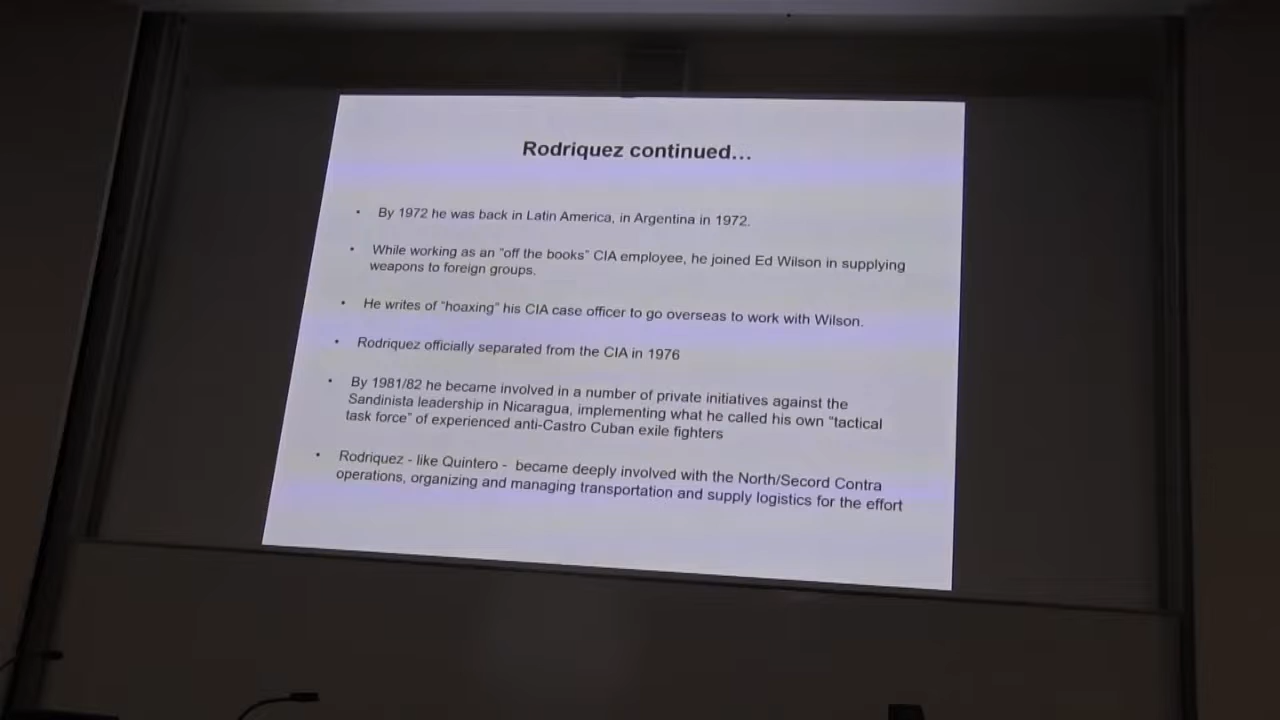 Rodriquez continued…
• By 1972 he was back in Latin America, in Argentina in 1972.
• While working as an "off the books" CIA employee, he joined Ed Wilson in supplying
weapons to foreign groups.
• He writes of "hoaxing" his CIA case officer to go overseas to work with Wilson.
• Rodriquez officially separated from the CIA in 1976
• By 1981/82 he became involved in a number of private initiatives against the
Sandinista leadership in Nicaragua, implementing what he called his own "tactical
task force" of experienced anti-Castro Cuban exile fighters
• Rodriquez - like Quintero - became deeply involved with the North/Secord Contra
operations, organizing and managing transportation and supply logistics for the effort